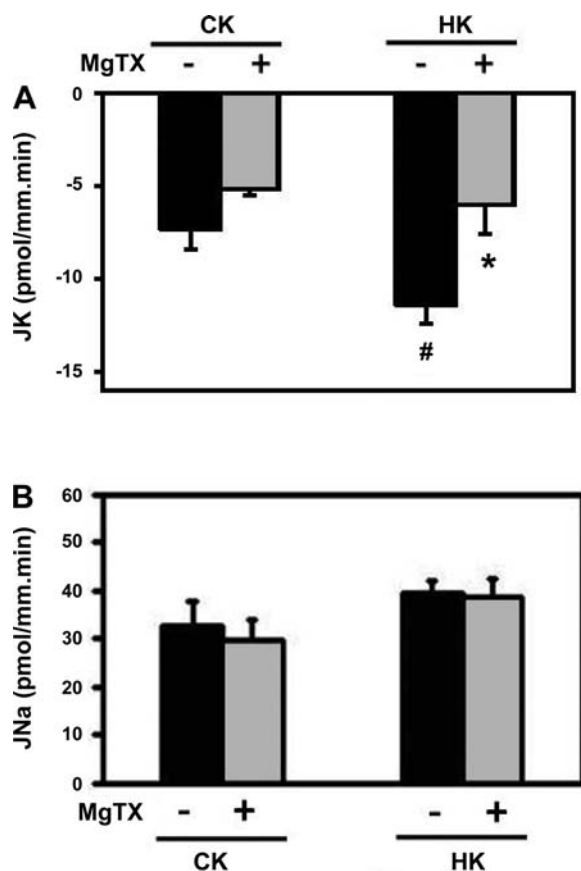 CK HK
MgTX - + - +
A
0
-5
-10
-15
JK (pmol/mm.min)
#
*
B
60
50
40
30
20
10
0
JNa (pmol/mm.min)
MgTX - + - +
CK HK